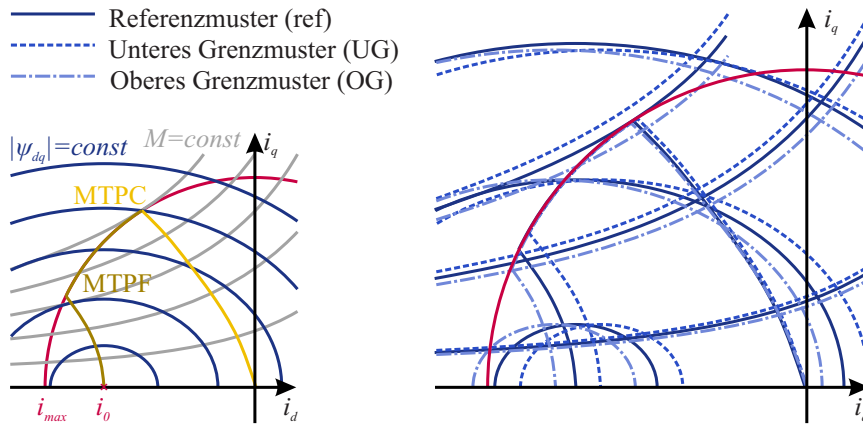 Referenzmuster (ref)
Unteres Grenzmuster (UG)
Oberes Grenzmuster (OG)
|ψdq|=const
M=const
iq
MTPC
MTPF
imax
i0
id
iq